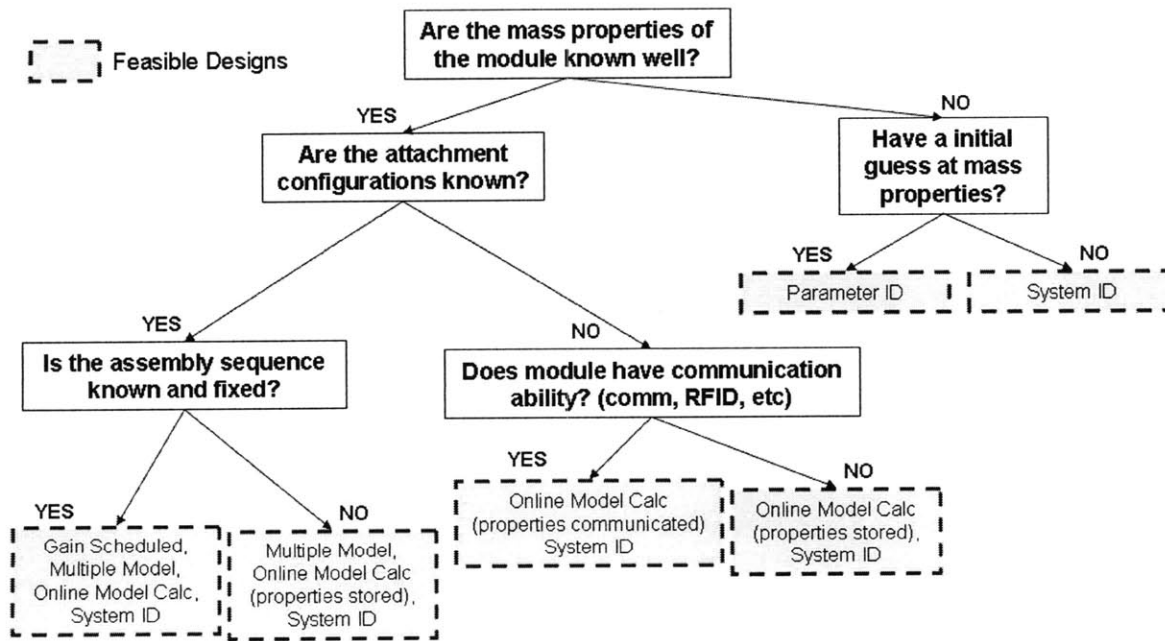 Feasible Designs
Are the mass properties of
the module known well?
YES
NO
Are the attachment
configurations known?
Have a initial
guess at mass
properties?
YES
NO
Parameter ID
System ID
YES
NO
Is the assembly sequence
known and fixed?
Does module have communication
ability? (comm, RFID, etc)
YES
NO
YES
NO
Gain Scheduled,
Multiple Model,
Online Model Calc,
System ID
Multiple Model,
Online Model Calc
(properties stored),
System ID
Online Model Calc
(properties communicated)
System ID
Online Model Calc
(properties stored),
System ID